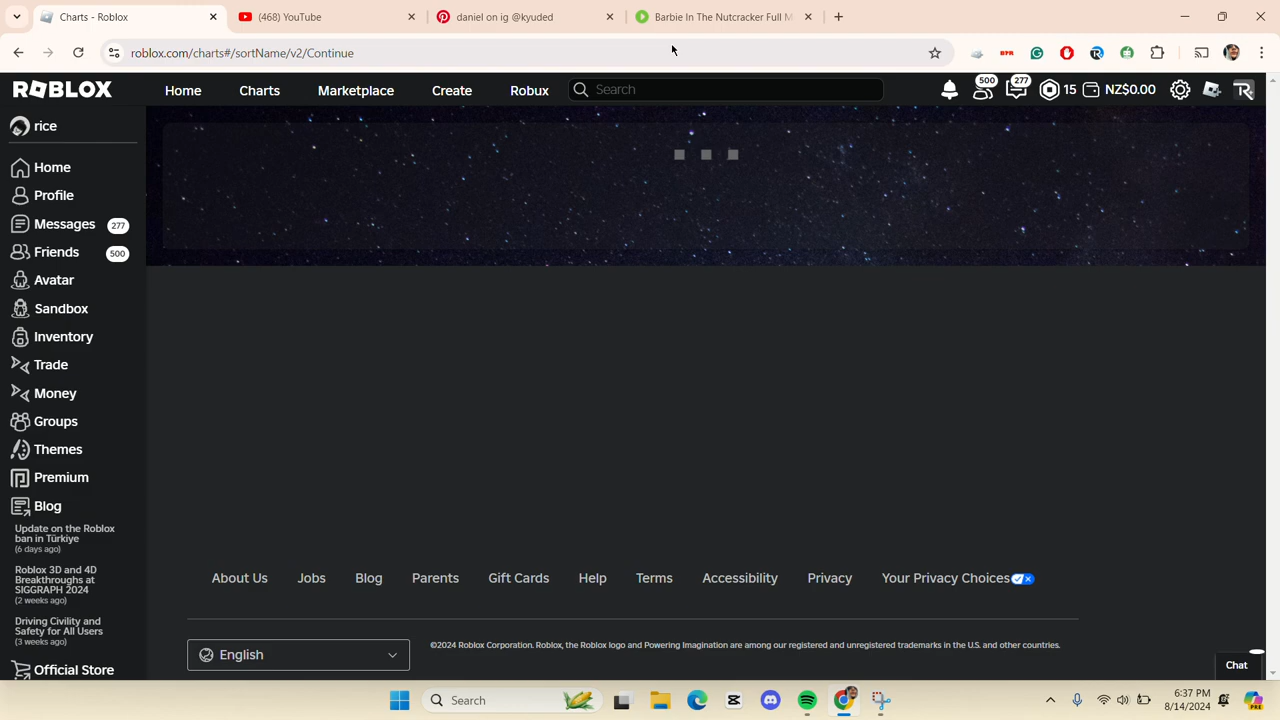 Charts - Roblox
(468) YouTube
daniel on ig @kyuded
Barbie In The Nutcracker Full M
roblox.com/charts#/sortName/v2/Continue
ROBLOX
Home
Charts
Marketplace
Create
Robux
Search
500
277
15
NZ$0.00
rice
Home
Profile
Messages 277
Friends 500
Avatar
Sandbox
Inventory
Trade
Money
Groups
Themes
Premium
Blog
Update on the Roblox
ban in Türkiye
(6 days ago)
Roblox 3D and 4D
Breakthroughs at
SIGGRAPH 2024
(2 weeks ago)
Driving Civility and
Safety for All Users
(3 weeks ago)
Official Store
About Us
Jobs
Blog
Parents
Gift Cards
Help
Terms
Accessibility
Privacy
Your Privacy Choices
English
©2024 Roblox Corporation. Roblox, the Roblox logo and Powering Imagination are among our registered and unregistered trademarks in the U.S. and other countries.
Chat
Search
6:37 PM
8/14/2024